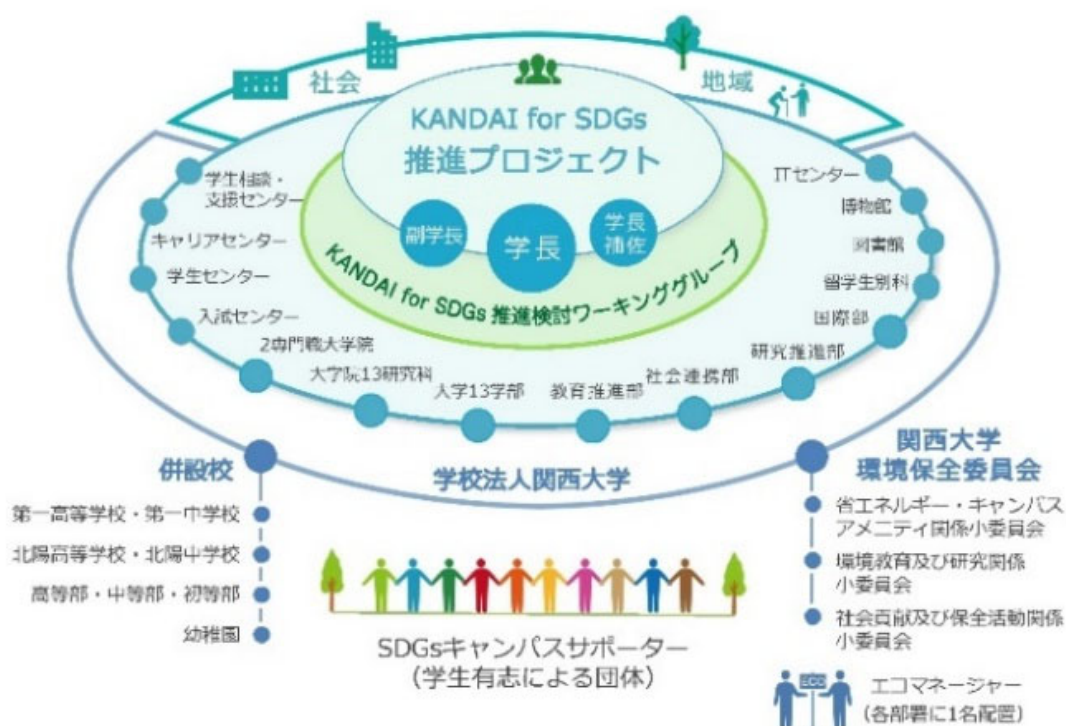 社会
地域
KANDAI for SDGs
推進プロジェクト
副学長
学長
学長
補佐
KANDAI for SDGs 推進検討ワーキンググループ
学生相談・
支援センター
キャリアセンター
学生センター
入試センター
2専門職大学院
大学院13研究科
大学13学部
教育推進部
社会連携部
研究推進部
国際部
留学生別科
図書館
博物館
ITセンター
学校法人関西大学
併設校
第一高等学校・第一中学校
北陽高等学校・北陽中学校
高等部・中等部・初等部
幼稚園
SDGsキャンパスサポーター
(学生有志による団体)
関西大学
環境保全委員会
省エネルギー・キャンパス
アメニティ関係小委員会
環境教育及び研究関係
小委員会
社会貢献及び保全活動関係
小委員会
ECO
エコマネージャー
(各部署に1名配置)